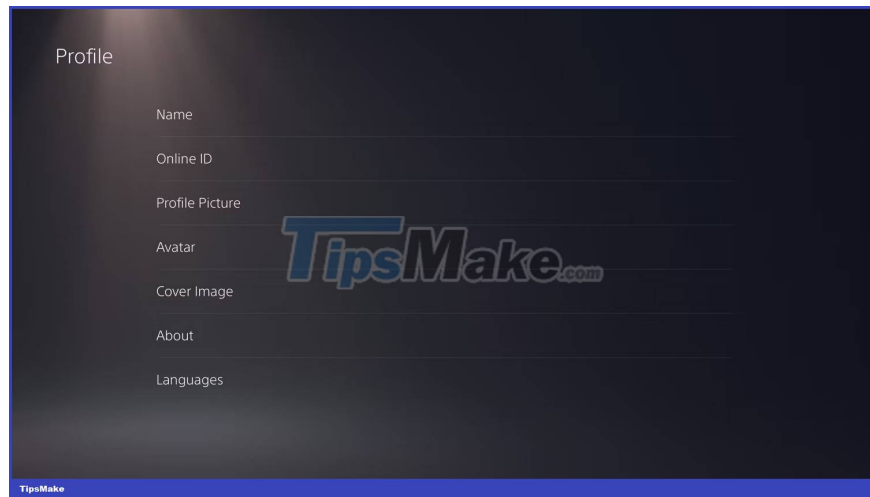 Profile
Name
Online ID
Profile Picture
Avatar
TipsMake.com
Cover Image
About
Languages
TipsMake